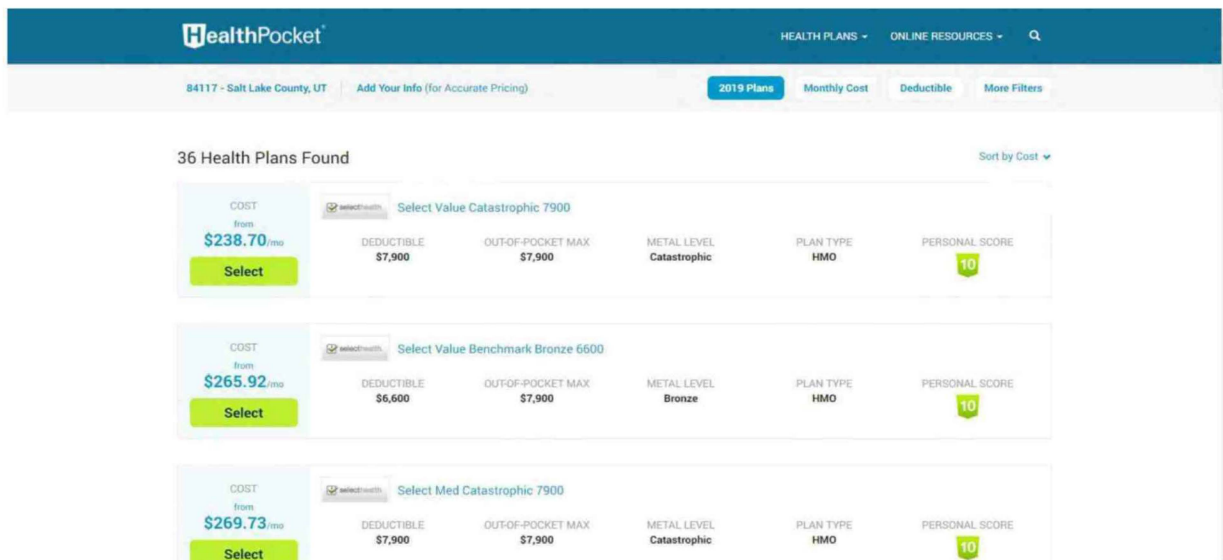 HealthPocket
HEALTH PLANS ONLINE RESOURCES
84117 - Salt Lake County, UT Add Your Info (for Accurate Pricing) 2019 Plans Monthly Cost Deductible More Filters
36 Health Plans Found Sort by Cost
COST selecthealth Select Value Catastrophic 7900
from
$238.70/mo DEDUCTIBLE OUT-OF-POCKET MAX METAL LEVEL PLAN TYPE PERSONAL SCORE
$7,900 $7,900 Catastrophic HMO 10
Select
COST selecthealth Select Value Benchmark Bronze 6600
from
$265.92/mo DEDUCTIBLE OUT-OF-POCKET MAX METAL LEVEL PLAN TYPE PERSONAL SCORE
$6,600 $7,900 Bronze HMO 10
Select
COST selecthealth Select Med Catastrophic 7900
from
$269.73/mo DEDUCTIBLE OUT-OF-POCKET MAX METAL LEVEL PLAN TYPE PERSONAL SCORE
$7,900 $7,900 Catastrophic HMO 10
Select